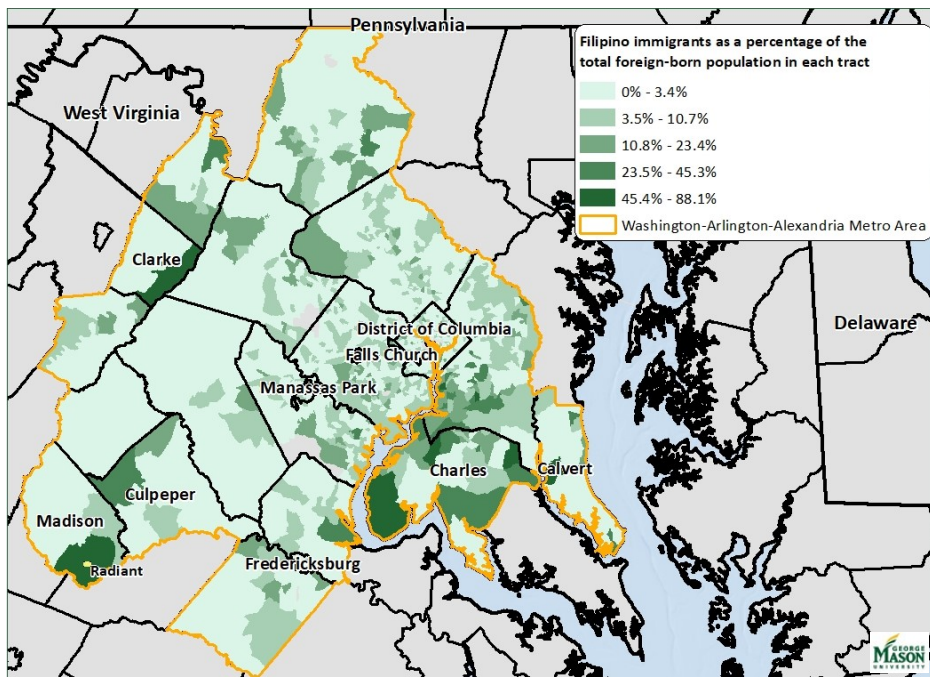 Pennsylvania
Filipino immigrants as a percentage of the
total foreign-born population in each tract
0% - 3.4%
3.5% - 10.7%
10.8% - 23.4%
23.5% - 45.3%
45.4% - 88.1%
Washington-Arlington-Alexandria Metro Area
West Virginia
Clarke
District of Columbia
Delaware
Falls Church
Manassas Park
Charles
Calvert
Culpeper
Madison
Radiant
Fredericksburg
GEORGE
MASON
UNIVERSITY